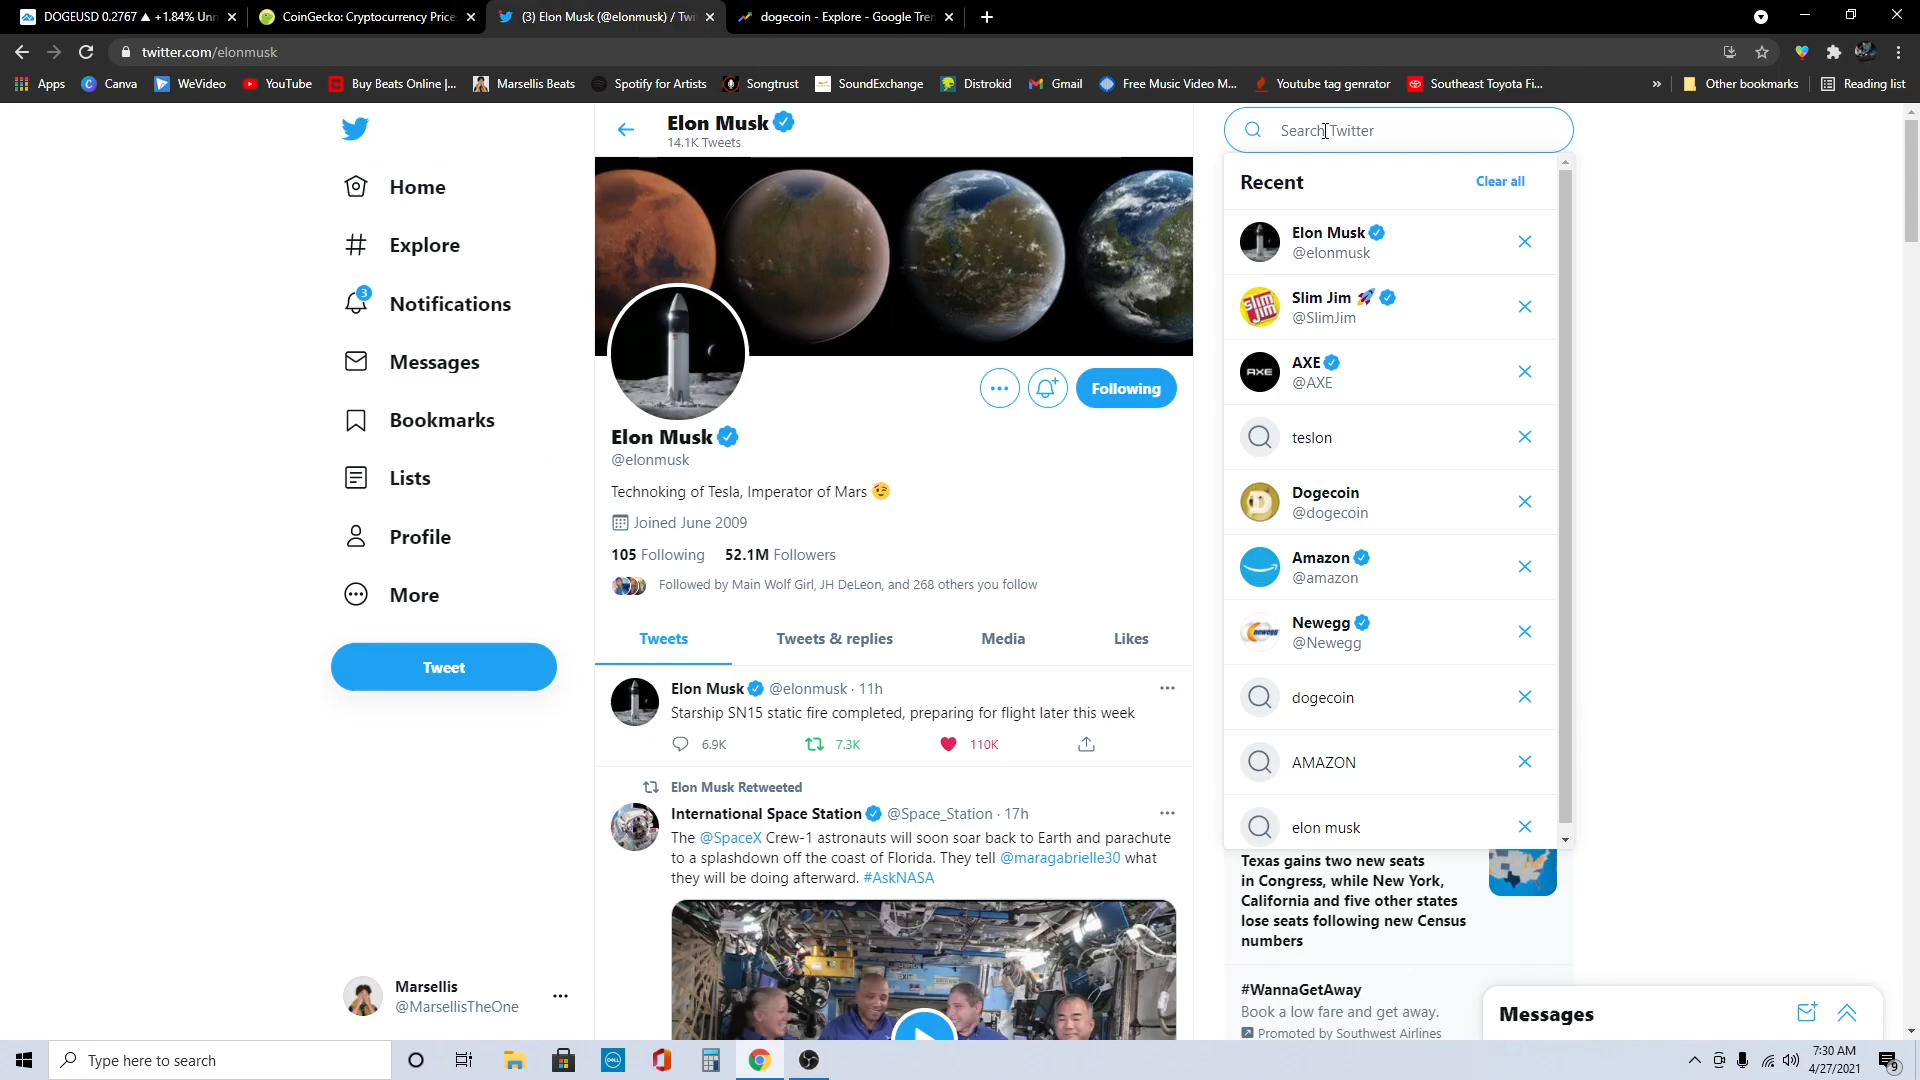 DOGEUSD 0.2767 ▲ +1.84% Unn
CoinGecko: Cryptocurrency Price
(3) Elon Musk (@elonmusk) / Twi
dogecoin - Explore - Google Tren
twitter.com/elonmusk
Apps
Canva
WeVideo
YouTube
Buy Beats Online |...
Marsellis Beats
Spotify for Artists
Songtrust
SoundExchange
Distrokid
Gmail
Free Music Video M...
Youtube tag genrator
Southeast Toyota Fi...
»
Other bookmarks
Reading list
Home
Explore
3
Notifications
Messages
Bookmarks
Lists
Profile
More
Tweet
Marsellis
@MarsellisTheOne
Elon Musk
14.1K Tweets
Following
Elon Musk
@elonmusk
Technoking of Tesla, Imperator of Mars 😉
Joined June 2009
105 Following 52.1M Followers
Followed by Main Wolf Girl, JH DeLeon, and 268 others you follow
Tweets
Tweets & replies
Media
Likes
Elon Musk @elonmusk · 11h
Starship SN15 static fire completed, preparing for flight later this week
6.9K
7.3K
110K
Elon Musk Retweeted
International Space Station @Space_Station · 17h
The @SpaceX Crew-1 astronauts will soon soar back to Earth and parachute
to a splashdown off the coast of Florida. They tell @maragabrielle30 what
they will be doing afterward. #AskNASA
Search Twitter
Recent
Clear all
Elon Musk
@elonmusk
SLIM JIM
Slim Jim 🚀
@SlimJim
AXE
AXE
@AXE
teslon
Dogecoin
@dogecoin
Amazon
@amazon
newegg
Newegg
@Newegg
dogecoin
AMAZON
elon musk
Texas gains two new seats
in Congress, while New York,
California and five other states
lose seats following new Census
numbers
#WannaGetAway
Book a low fare and get away.
Promoted by Southwest Airlines
Messages
Type here to search
DELL
7:30 AM
4/27/2021
9